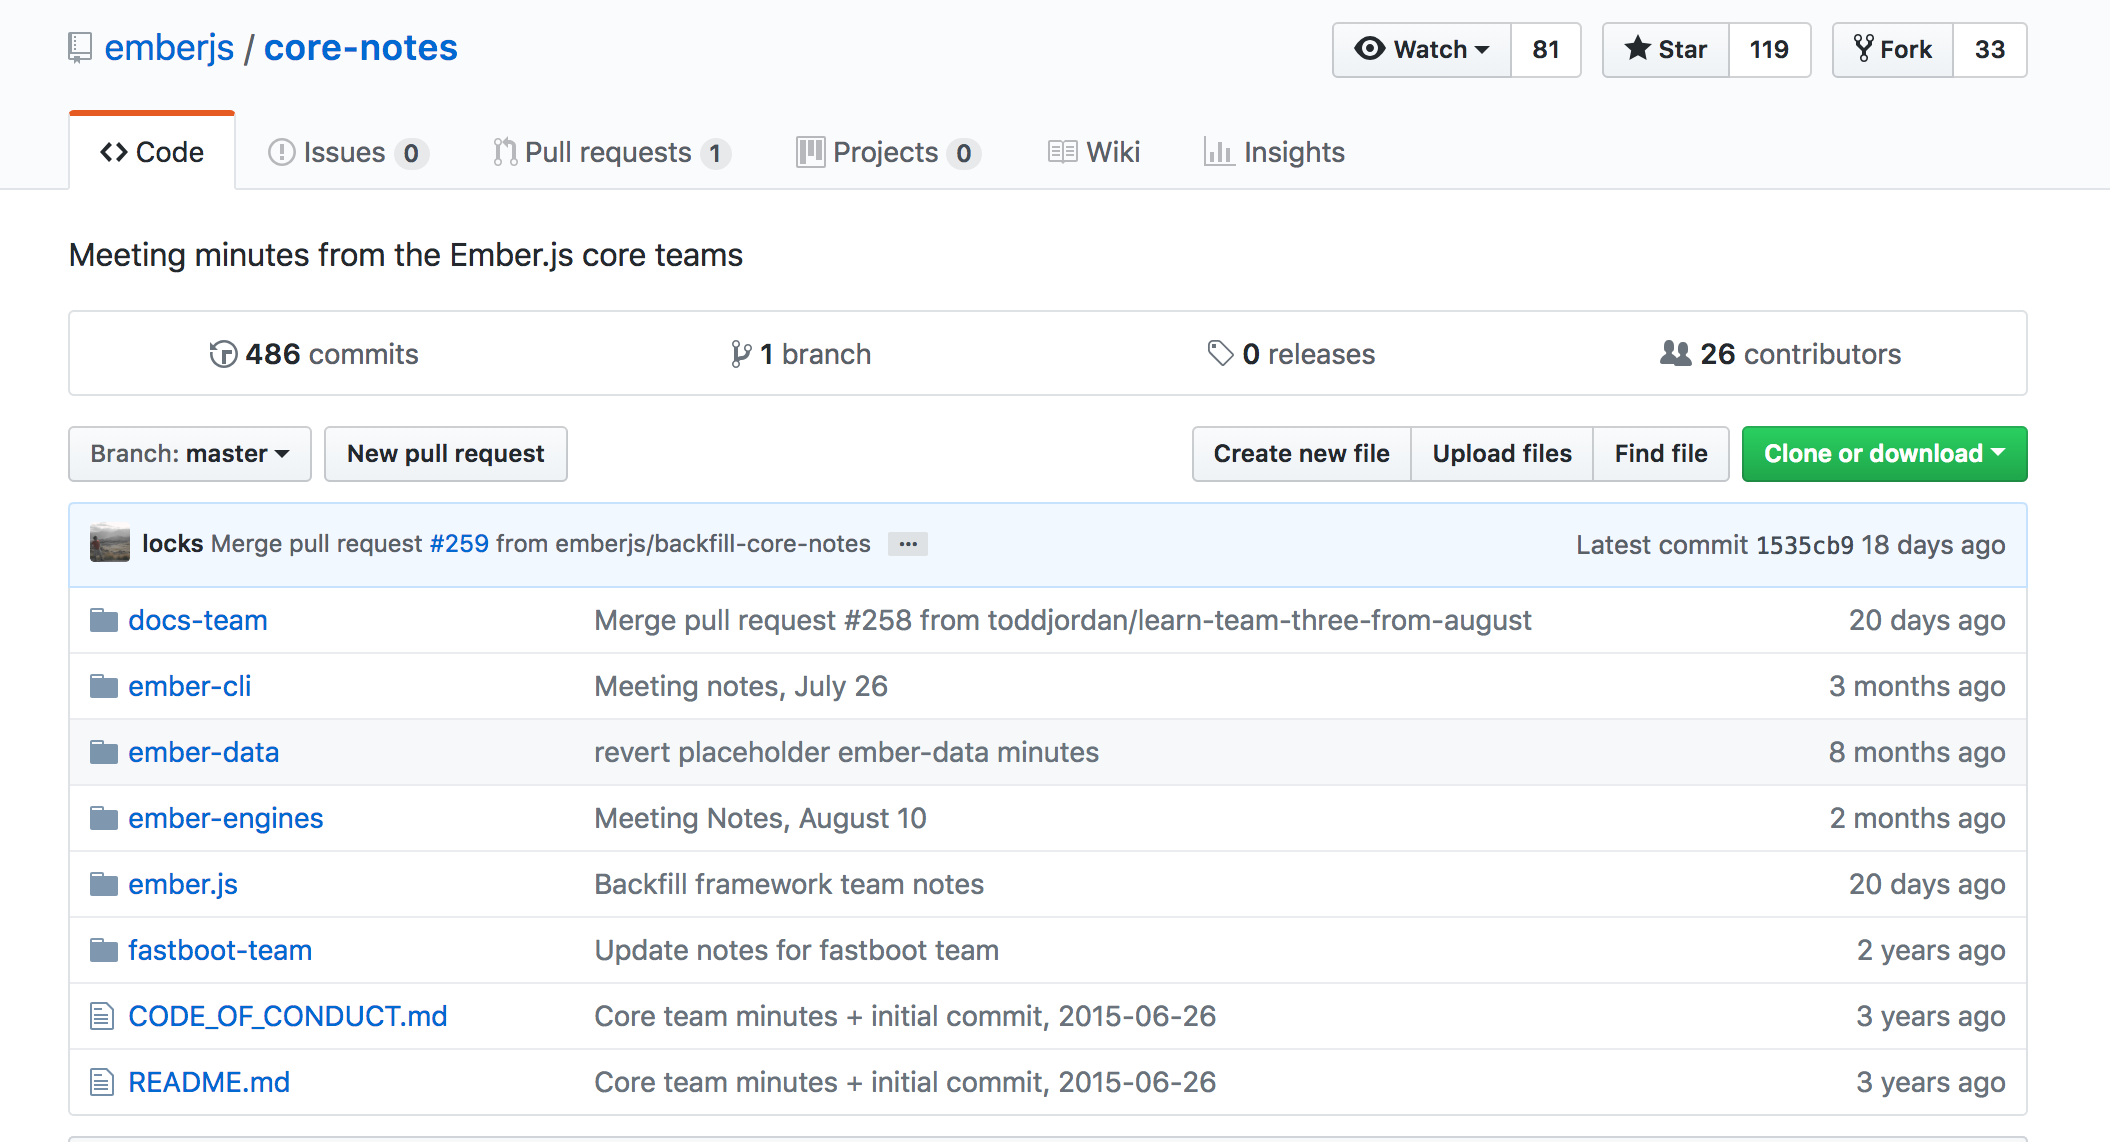 emberjs / core-notes
Watch 81 Star 119 Fork 33
Code Issues 0 Pull requests 1 Projects 0 Wiki Insights
Meeting minutes from the Ember.js core teams
486 commits 1 branch 0 releases 26 contributors
Branch: master New pull request Create new file Upload files Find file Clone or download
locks Merge pull request #259 from emberjs/backfill-core-notes ... Latest commit 1535cb9 18 days ago
docs-team Merge pull request #258 from toddjordan/learn-team-three-from-august 20 days ago
ember-cli Meeting notes, July 26 3 months ago
ember-data revert placeholder ember-data minutes 8 months ago
ember-engines Meeting Notes, August 10 2 months ago
ember.js Backfill framework team notes 20 days ago
fastboot-team Update notes for fastboot team 2 years ago
CODE_OF_CONDUCT.md Core team minutes + initial commit, 2015-06-26 3 years ago
README.md Core team minutes + initial commit, 2015-06-26 3 years ago